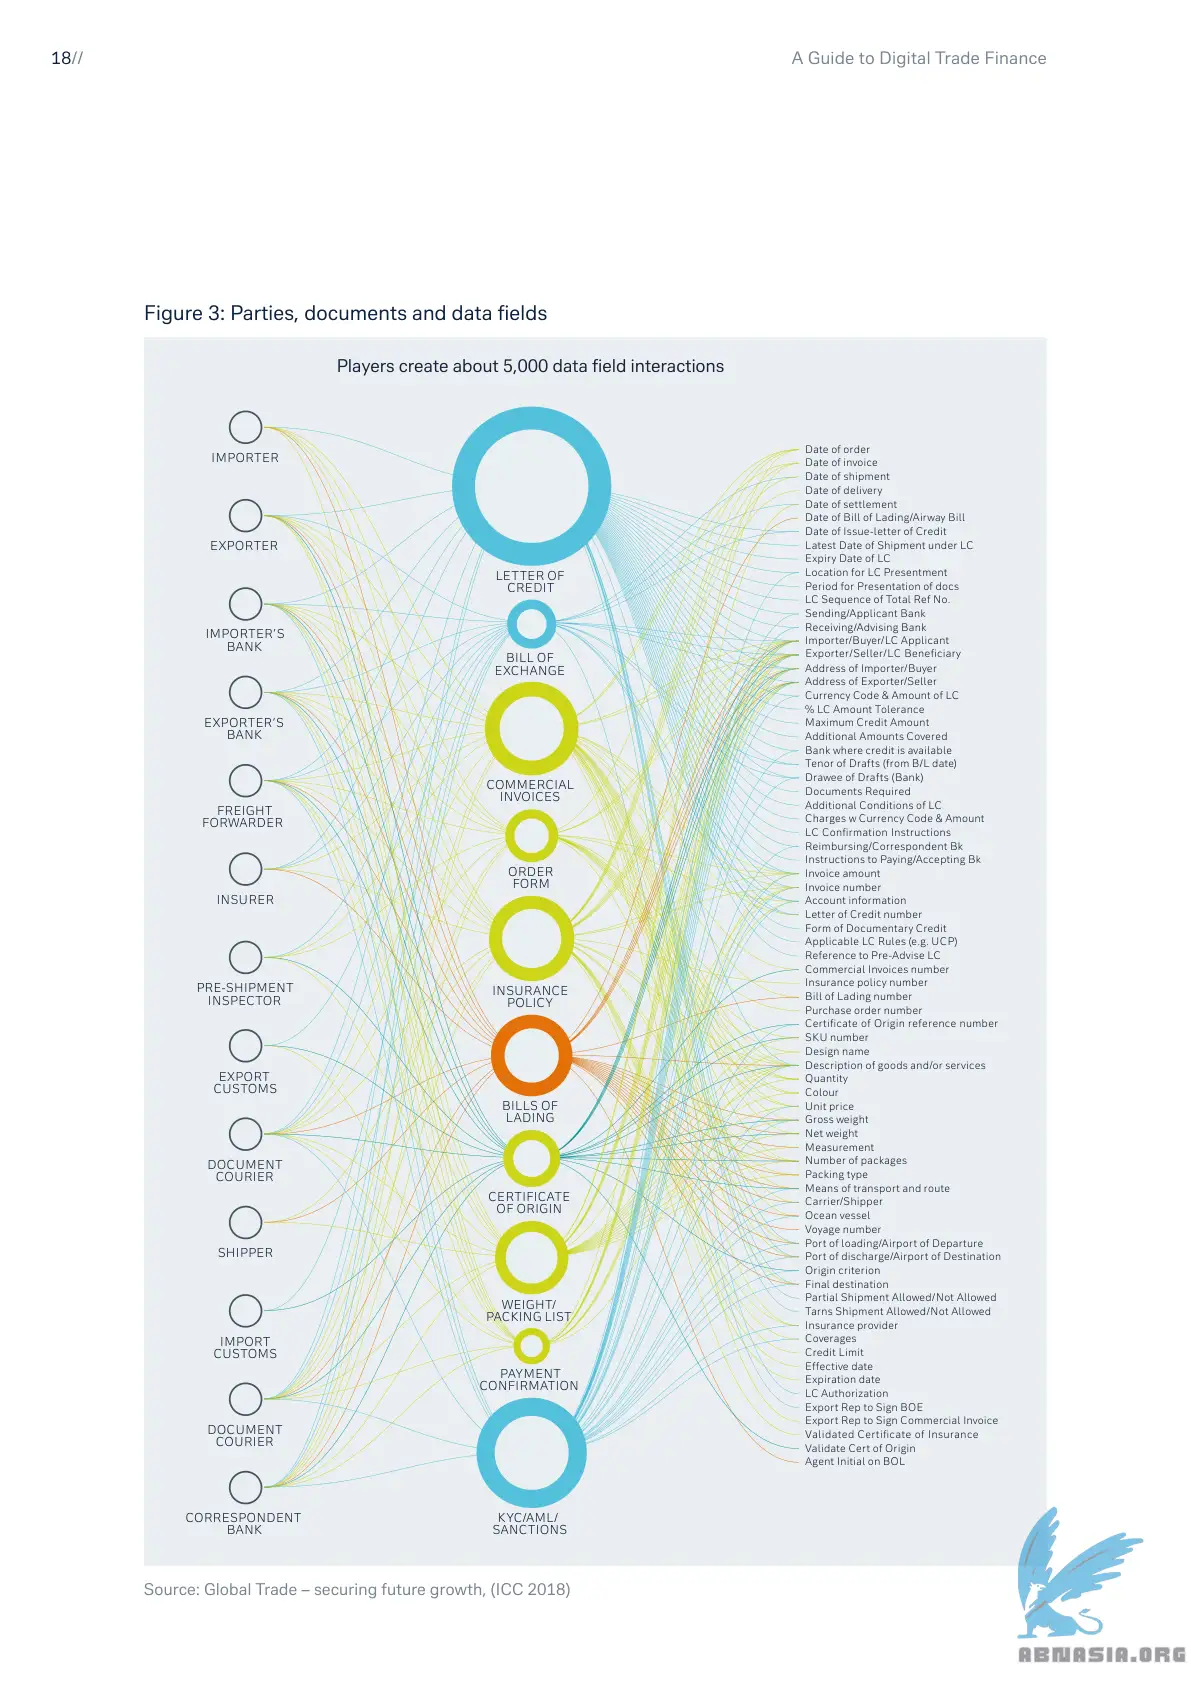 18//
A Guide to Digital Trade Finance
Figure 3: Parties, documents and data fields
Players create about 5,000 data field interactions
IMPORTER
EXPORTER
IMPORTER'S
BANK
EXPORTER'S
BANK
FREIGHT
FORWARDER
INSURER
PRE-SHIPMENT
INSPECTOR
EXPORT
CUSTOMS
DOCUMENT
COURIER
SHIPPER
IMPORT
CUSTOMS
DOCUMENT
COURIER
CORRESPONDENT
BANK
LETTER OF
CREDIT
BILL OF
EXCHANGE
COMMERCIAL
INVOICES
ORDER
FORM
INSURANCE
POLICY
BILLS OF
LADING
CERTIFICATE
OF ORIGIN
WEIGHT/
PACKING LIST
PAYMENT
CONFIRMATION
KYC/AML/
SANCTIONS
Date of order
Date of invoice
Date of shipment
Date of delivery
Date of settlement
Date of Bill of Lading/Airway Bill
Date of Issue-letter of Credit
Latest Date of Shipment under LC
Expiry Date of LC
Location for LC Presentment
Period for Presentation of docs
LC Sequence of Total Ref No.
Sending/Applicant Bank
Receiving/Advising Bank
Importer/Buyer/LC Applicant
Exporter/Seller/LC Beneficiary
Address of Importer/Buyer
Address of Exporter/Seller
Currency Code & Amount of LC
% LC Amount Tolerance
Maximum Credit Amount
Additional Amounts Covered
Bank where credit is available
Tenor of Drafts (from B/L date)
Drawee of Drafts (Bank)
Documents Required
Additional Conditions of LC
Charges w Currency Code & Amount
LC Confirmation Instructions
Reimbursing/Correspondent Bk
Instructions to Paying/Accepting Bk
Invoice amount
Invoice number
Account information
Letter of Credit number
Form of Documentary Credit
Applicable LC Rules (e.g. UCP)
Reference to Pre-Advise LC
Commercial Invoices number
Insurance policy number
Bill of Lading number
Purchase order number
Certificate of Origin reference number
SKU number
Design name
Description of goods and/or services
Quantity
Colour
Unit price
Gross weight
Net weight
Measurement
Number of packages
Packing type
Means of transport and route
Carrier/Shipper
Ocean vessel
Voyage number
Port of loading/Airport of Departure
Port of discharge/Airport of Destination
Origin criterion
Final destination
Partial Shipment Allowed/Not Allowed
Tarns Shipment Allowed/Not Allowed
Insurance provider
Coverages
Credit Limit
Effective date
Expiration date
LC Authorization
Export Rep to Sign BOE
Export Rep to Sign Commercial Invoice
Validated Certificate of Insurance
Validate Cert of Origin
Agent Initial on BOL
Source: Global Trade – securing future growth, (ICC 2018)
ABNASIA.ORG